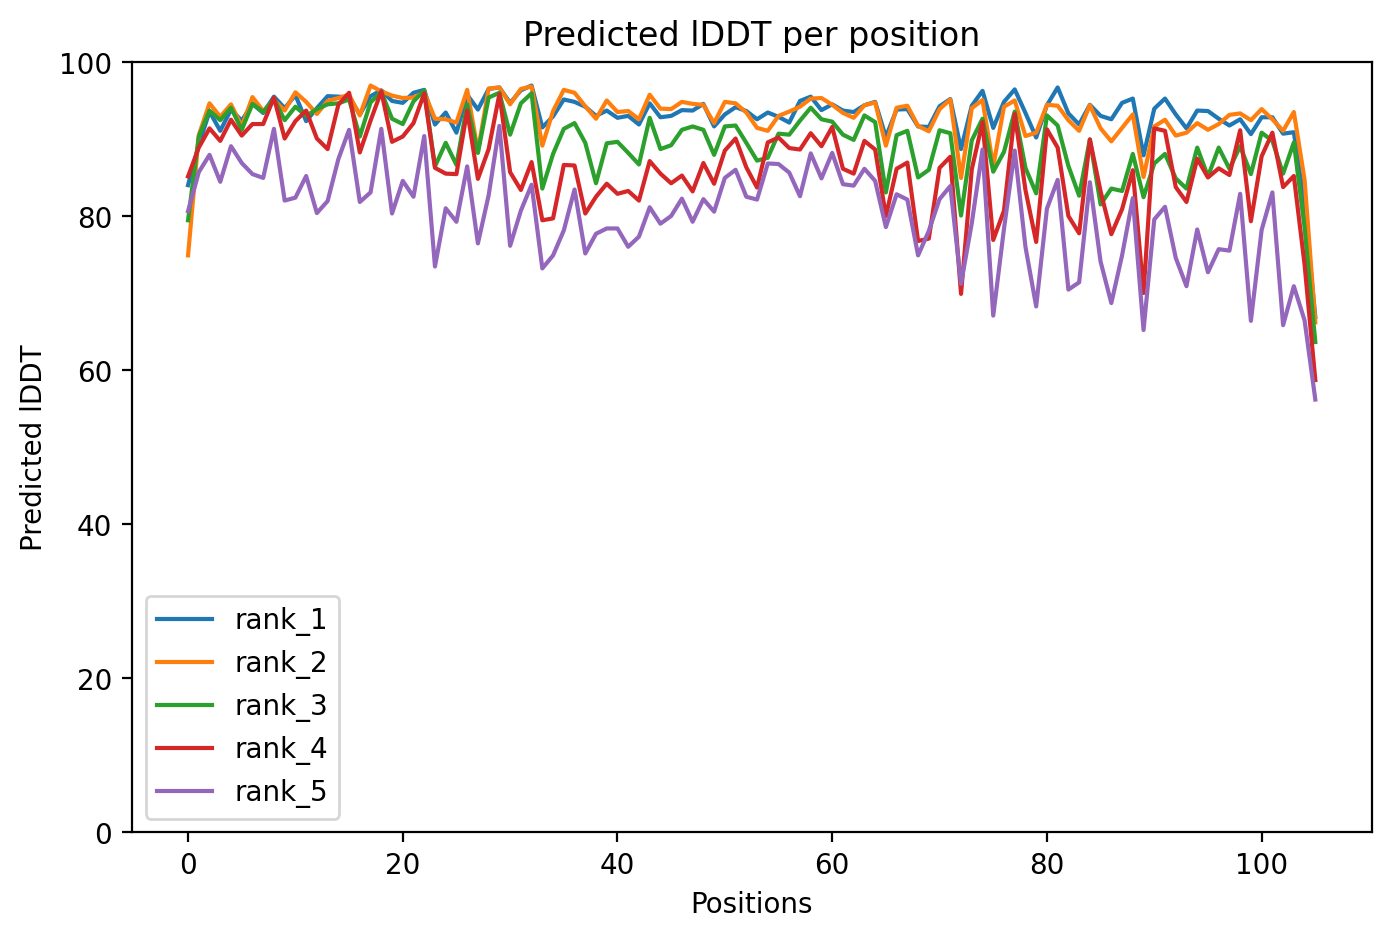 Predicted lDDT per position
100
80
60
40
20
0
Predicted lDDT
rank_1
rank_2
rank_3
rank_4
rank_5
0 20 40 60 80 100
Positions